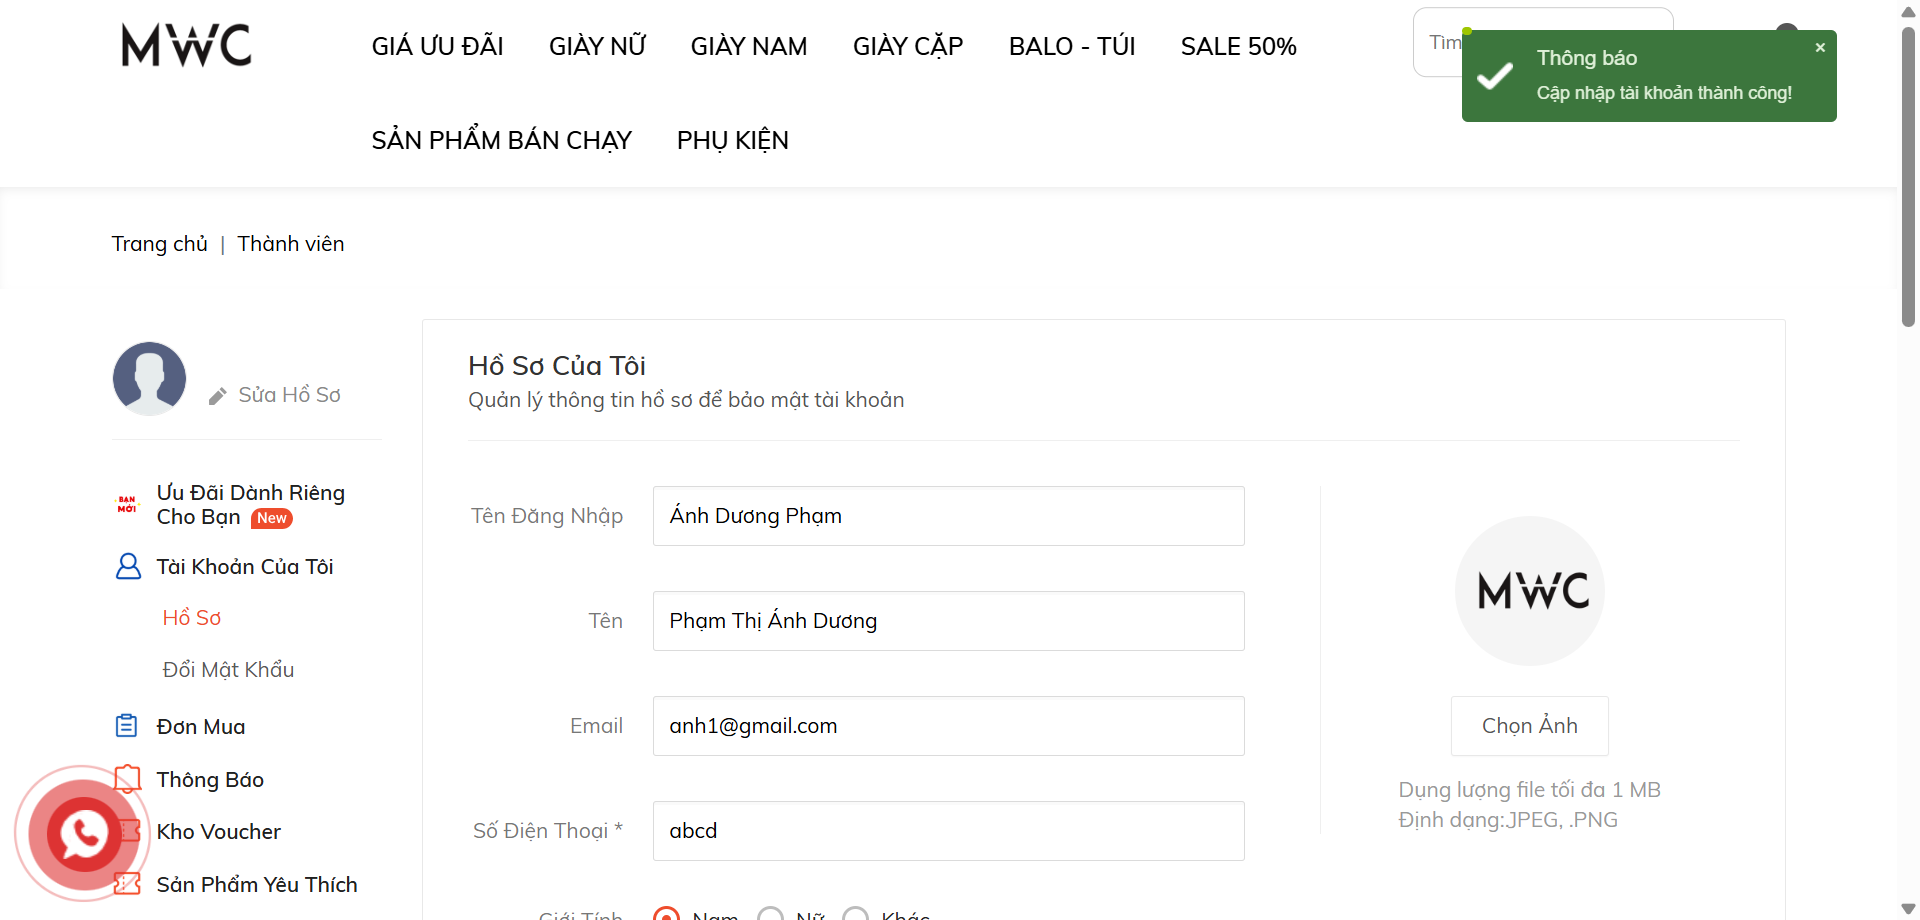 MWC
GIÁ ƯU ĐÃI GIÀY NỮ GIÀY NAM GIÀY CẶP BALO - TÚI SALE 50%
Tìm
Thông báo
×
Cập nhập tài khoản thành công!
SẢN PHẨM BÁN CHẠY PHỤ KIỆN
Trang chủ | Thành viên
Sửa Hồ Sơ
BẠN
MỚI
Ưu Đãi Dành Riêng
Cho Bạn New
Tài Khoản Của Tôi
Hồ Sơ
Đổi Mật Khẩu
Đơn Mua
Thông Báo
Kho Voucher
Sản Phẩm Yêu Thích
Hồ Sơ Của Tôi
Quản lý thông tin hồ sơ để bảo mật tài khoản
Tên Đăng Nhập Ánh Dương Phạm
Tên Phạm Thị Ánh Dương
Email anh1@gmail.com
Số Điện Thoại * abcd
Giới Tính Nam Nữ Khác
MWC
Chọn Ảnh
Dụng lượng file tối đa 1 MB
Định dạng:JPEG, .PNG